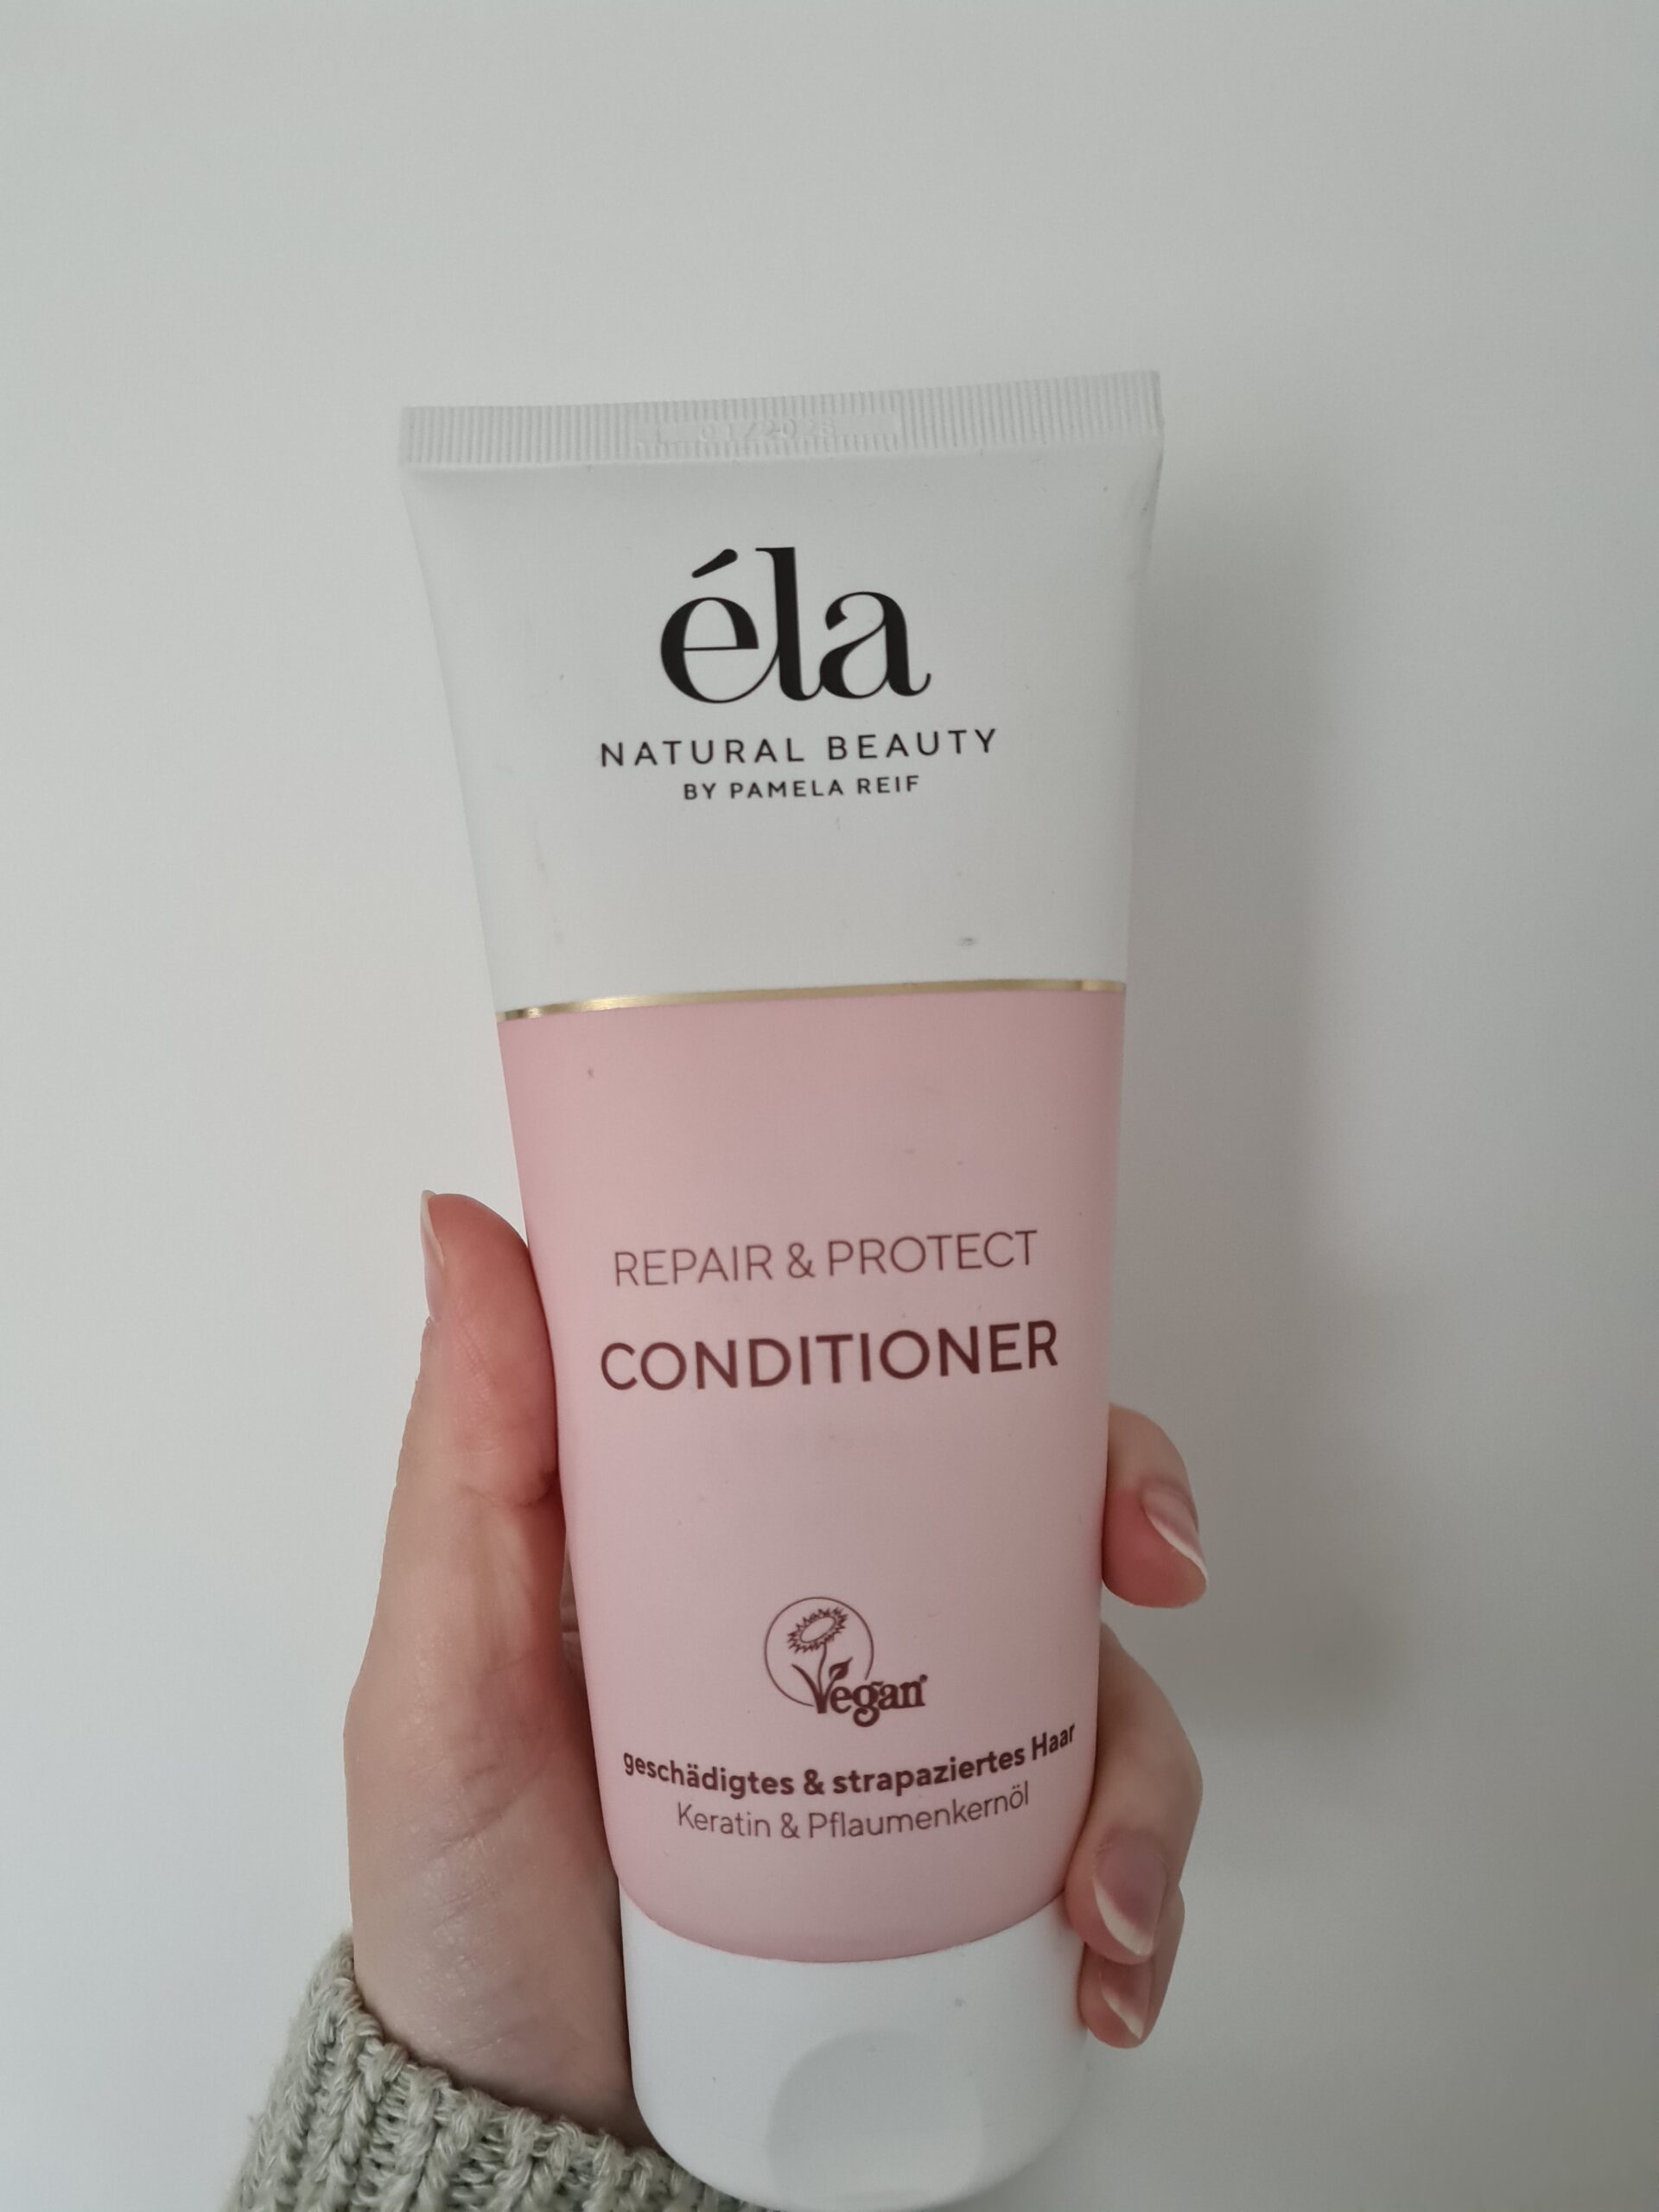 éla
NATURAL BEAUTY
BY PAMELA REIF
REPAIR & PROTECT
CONDITIONER
Vegan
geschädigtes & strapaziertes Haar
Keratin & Pflaumenkernöl